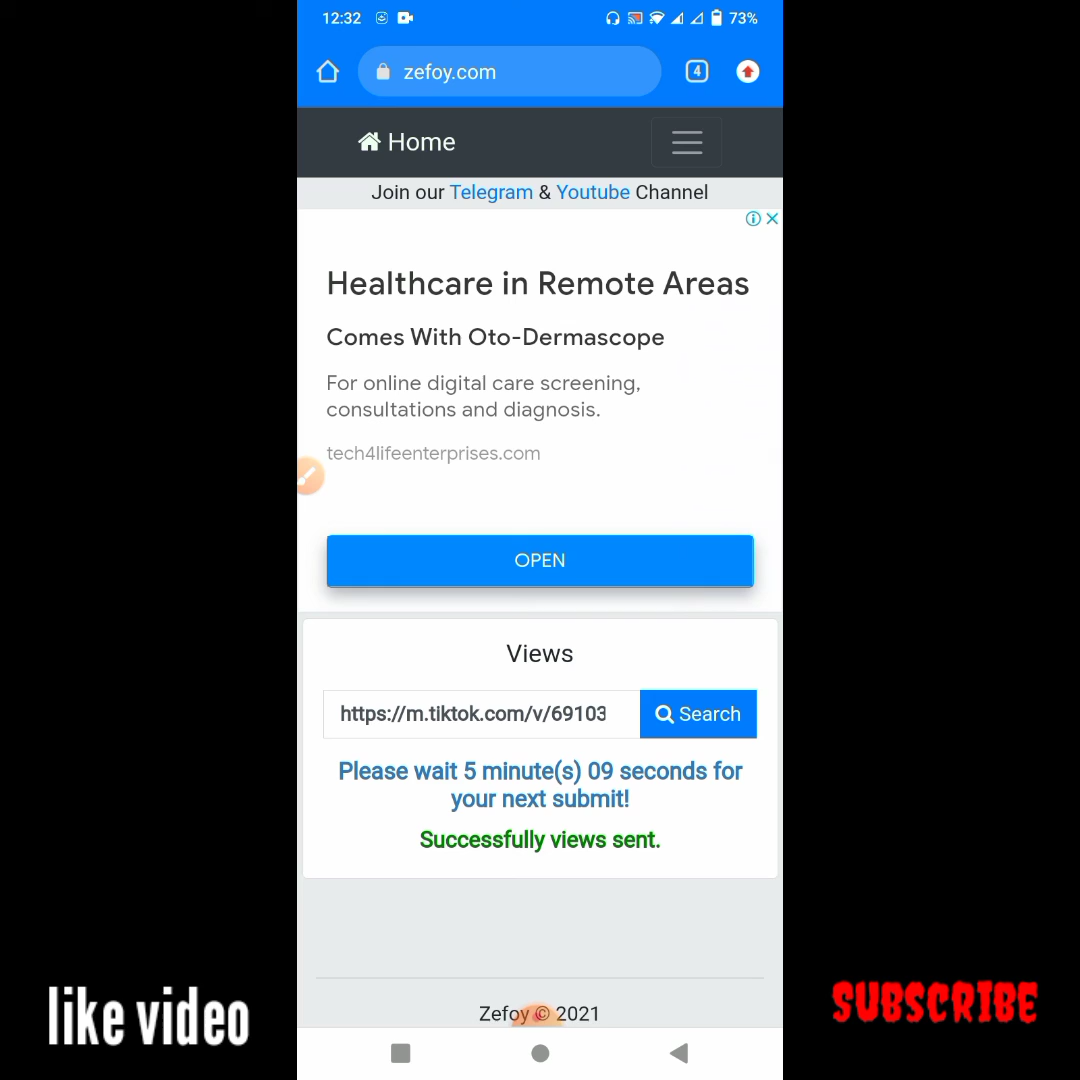 12:32
73%
zefoy.com
4
Home
Join our Telegram & Youtube Channel
Healthcare in Remote Areas
Comes With Oto-Dermascope
For online digital care screening,
consultations and diagnosis.
tech4lifeenterprises.com
OPEN
Views
https://m.tiktok.com/v/69103
Search
Please wait 5 minute(s) 09 seconds for
your next submit!
Successfully views sent.
like video
SUBSCRIBE
Zefoy © 2021